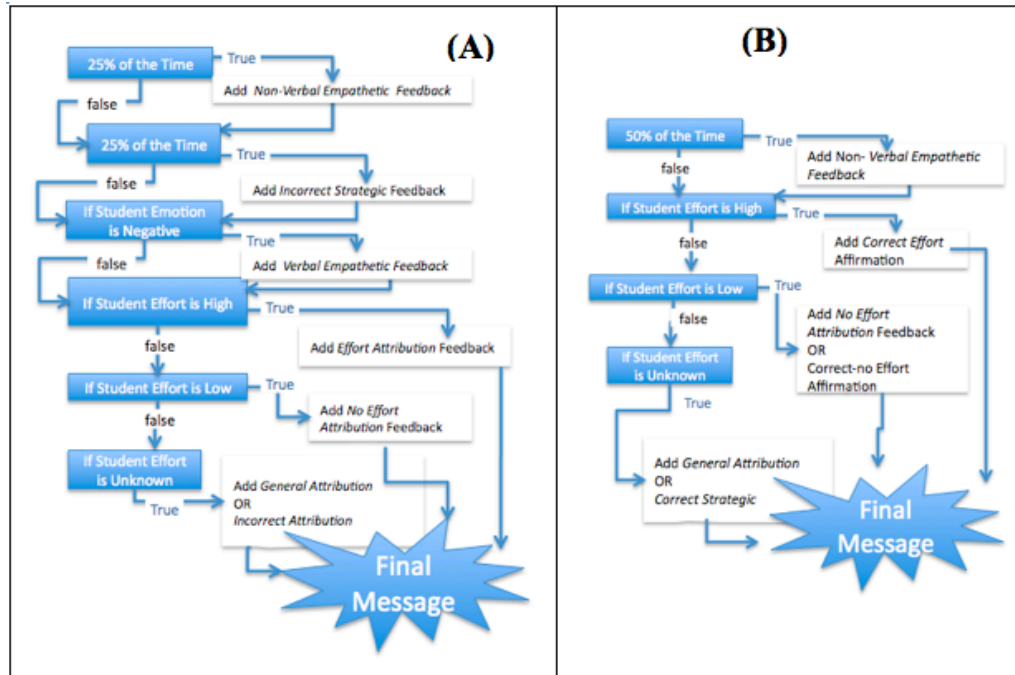 (A)
25% of the Time
True
Add Non-Verbal Empathetic Feedback
false
25% of the Time
True
false
Add Incorrect Strategic Feedback
If Student Emotion
is Negative
True
false
Add Verbal Empathetic Feedback
If Student Effort is High
True
false
Add Effort Attribution Feedback
If Student Effort is Low
True
false
Add No Effort
Attribution Feedback
If Student Effort
is Unknown
True
Add General Attribution
OR
Incorrect Attribution
Final
Message
(B)
50% of the Time
True
false
Add Non- Verbal Empathetic
Feedback
If Student Effort is High
True
false
Add Correct Effort
Affirmation
If Student Effort is Low
True
false
Add No Effort
Attribution Feedback
OR
Correct-no Effort
Affirmation
If Student Effort
is Unknown
True
Add General Attribution
OR
Correct Strategic
Final
Message